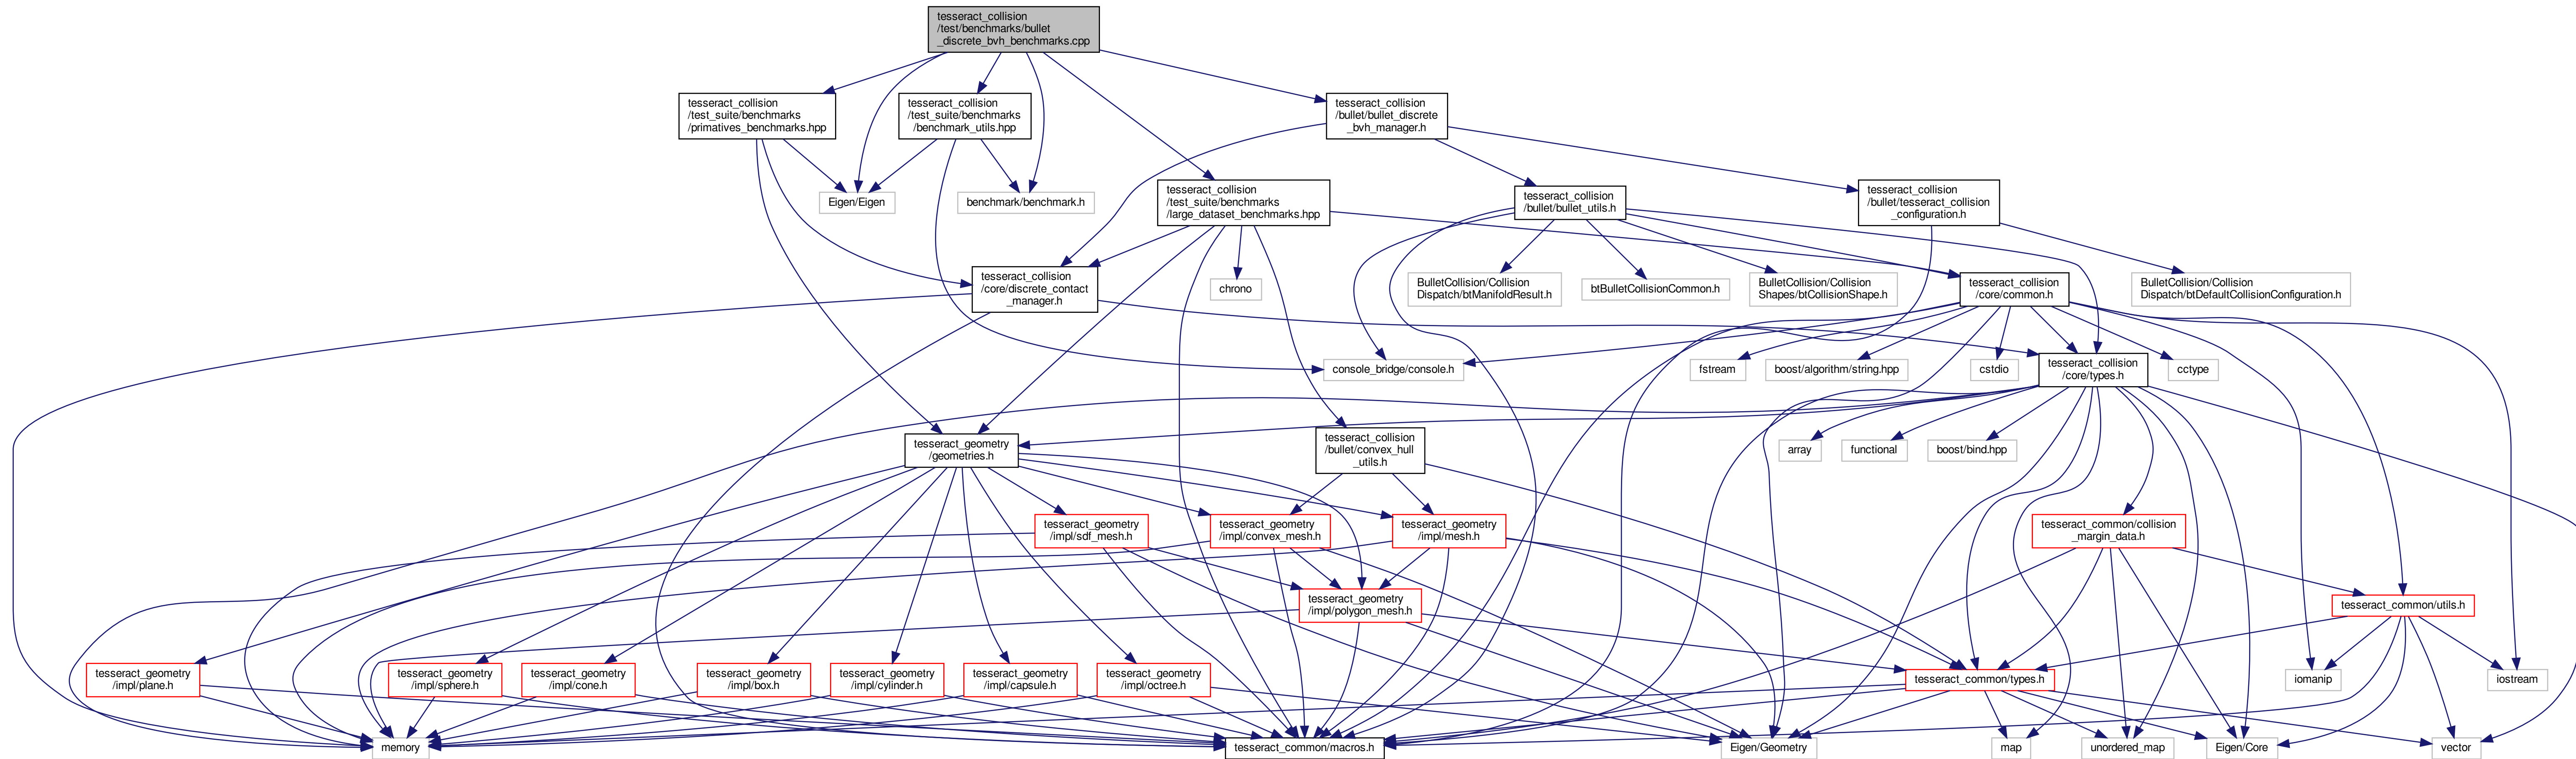 tesseract_collision
/test/benchmarks/bullet
_discrete_bvh_benchmarks.cpp
tesseract_collision
/test_suite/benchmarks
/primatives_benchmarks.hpp
tesseract_collision
/test_suite/benchmarks
/benchmark_utils.hpp
tesseract_collision
/bullet/bullet_discrete
_bvh_manager.h
Eigen/Eigen
benchmark/benchmark.h
tesseract_collision
/test_suite/benchmarks
/large_dataset_benchmarks.hpp
tesseract_collision
/bullet/bullet_utils.h
tesseract_collision
/bullet/tesseract_collision
_configuration.h
tesseract_collision
/core/discrete_contact
_manager.h
chrono
BulletCollision/Collision
Dispatch/btManifoldResult.h
btBulletCollisionCommon.h
BulletCollision/Collision
Shapes/btCollisionShape.h
tesseract_collision
/core/common.h
BulletCollision/Collision
Dispatch/btDefaultCollisionConfiguration.h
console_bridge/console.h
fstream
boost/algorithm/string.hpp
cstdio
tesseract_collision
/core/types.h
cctype
tesseract_geometry
/geometries.h
tesseract_collision
/bullet/convex_hull
_utils.h
array
functional
boost/bind.hpp
tesseract_geometry
/impl/sdf_mesh.h
tesseract_geometry
/impl/convex_mesh.h
tesseract_geometry
/impl/mesh.h
tesseract_common/collision
_margin_data.h
tesseract_geometry
/impl/polygon_mesh.h
tesseract_common/utils.h
tesseract_geometry
/impl/plane.h
tesseract_geometry
/impl/sphere.h
tesseract_geometry
/impl/cone.h
tesseract_geometry
/impl/box.h
tesseract_geometry
/impl/cylinder.h
tesseract_geometry
/impl/capsule.h
tesseract_geometry
/impl/octree.h
tesseract_common/types.h
iomanip
iostream
memory
tesseract_common/macros.h
Eigen/Geometry
map
unordered_map
Eigen/Core
vector